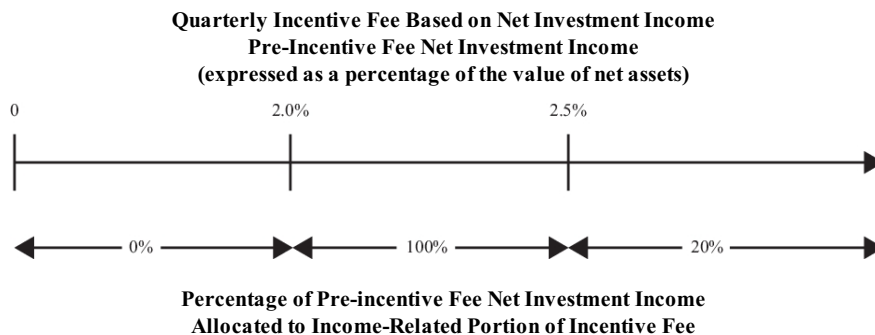 Quarterly Incentive Fee Based on Net Investment Income
Pre-Incentive Fee Net Investment Income
(expressed as a percentage of the value of net assets)
0 2.0% 2.5%
0% 100% 20%
Percentage of Pre-incentive Fee Net Investment Income
Allocated to Income-Related Portion of Incentive Fee